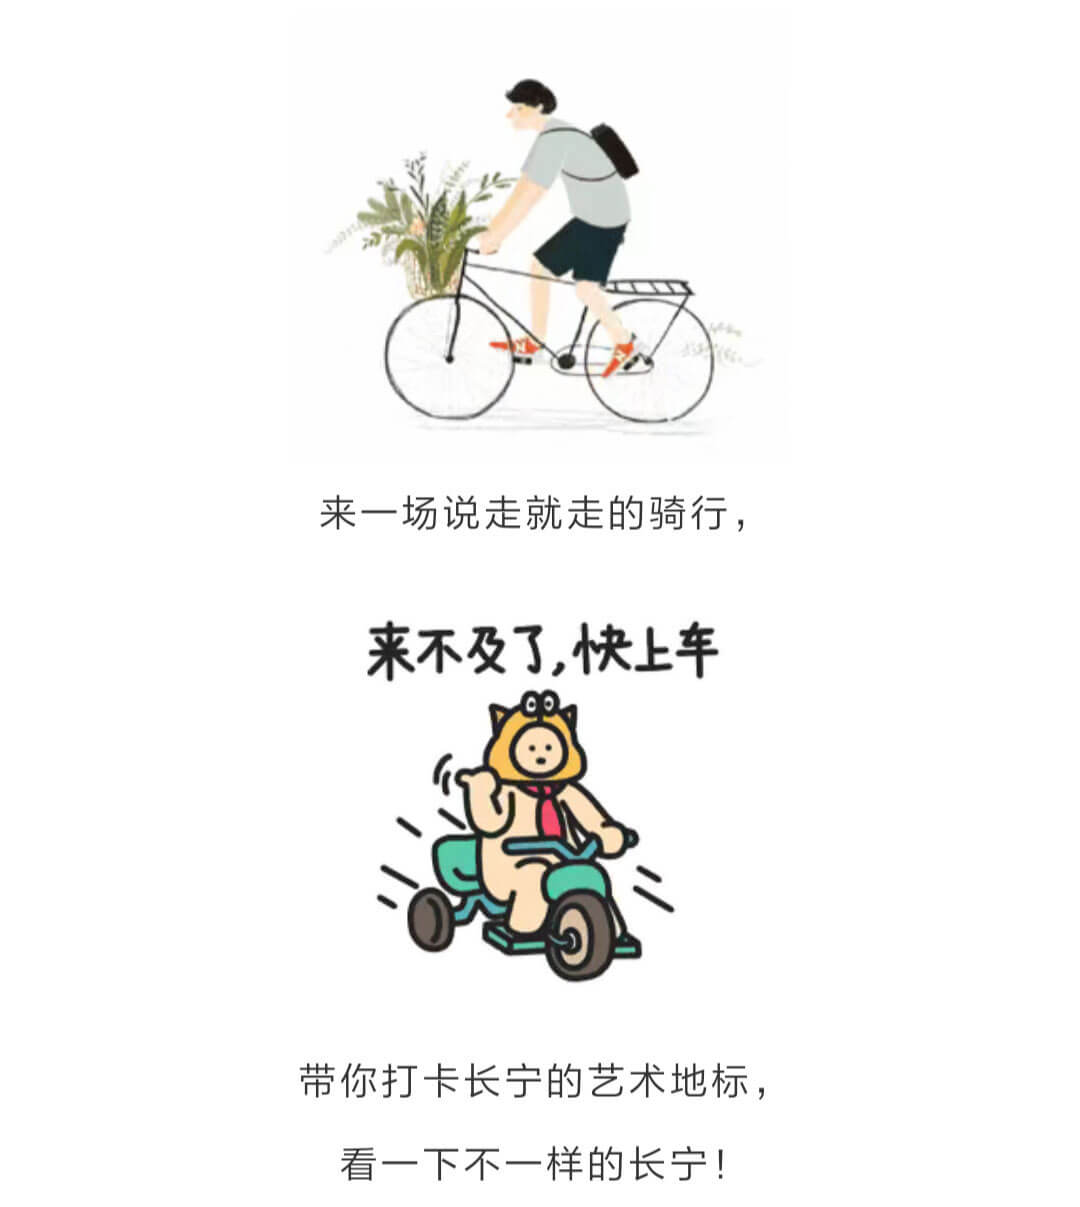 来一场说走就走的骑行，
来不及了,快上车
带你打卡长宁的艺术地标，
看一下不一样的长宁！